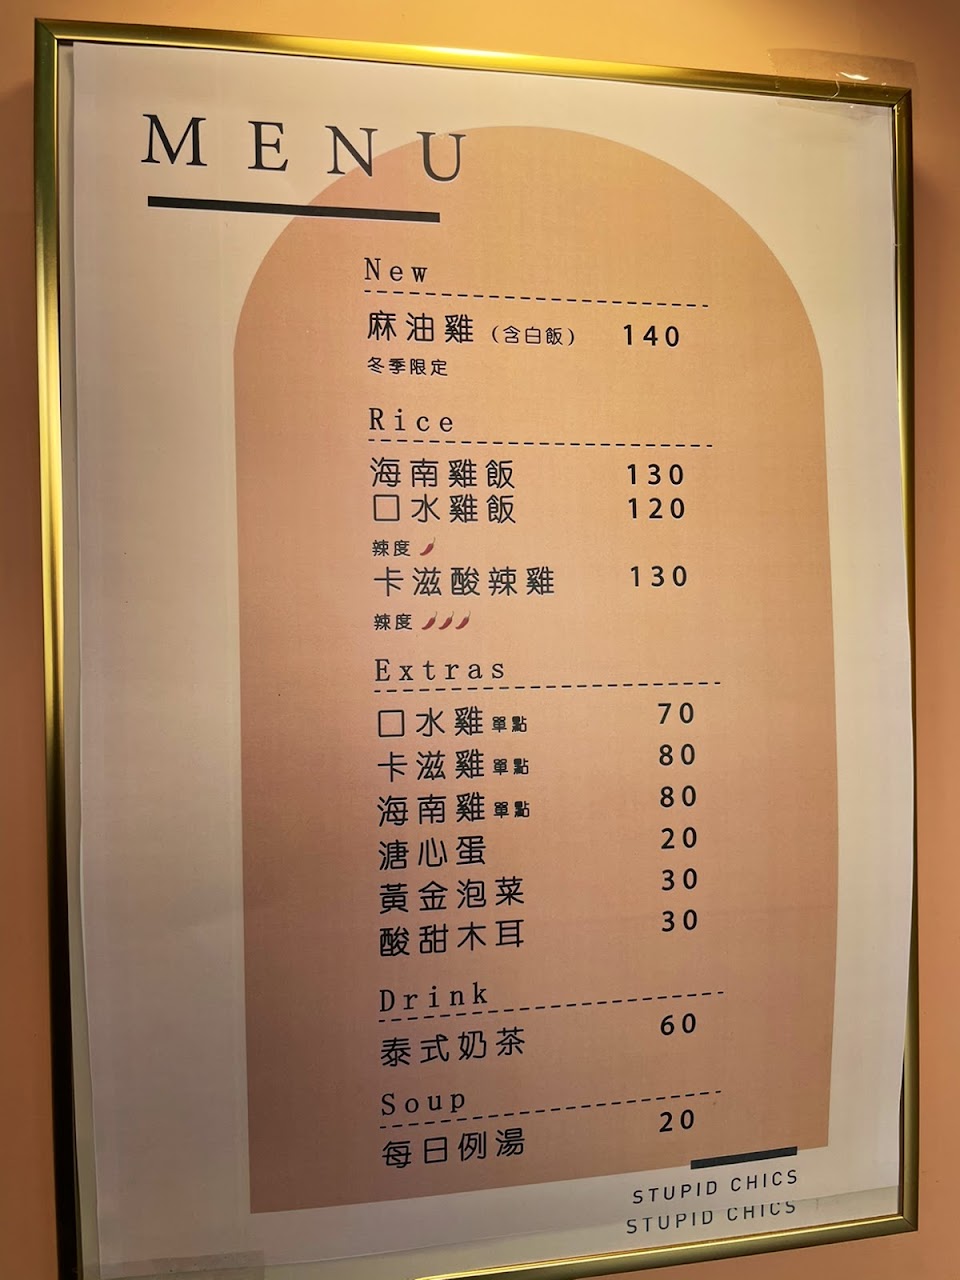 MENU
New
麻油雞 (含白飯) 140
冬季限定
Rice
海南雞飯 130
口水雞飯 120
辣度
卡滋酸辣雞 130
辣度
Extras
口水雞單點 70
卡滋雞單點 80
海南雞單點 80
溏心蛋 20
黃金泡菜 30
酸甜木耳 30
Drink
泰式奶茶 60
Soup
每日例湯 20
STUPID CHICS
STUPID CHICS